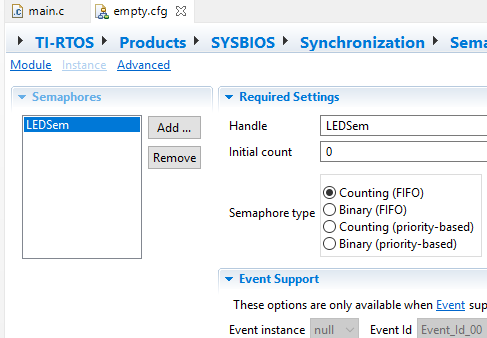 main.c empty.cfg
TI-RTOS Products SYSBIOS Synchronization Sema
Module Instance Advanced
Semaphores
LEDSem
Add ...
Remove
Required Settings
Handle LEDSem
Initial count 0
Semaphore type
Counting (FIFO)
Binary (FIFO)
Counting (priority-based)
Binary (priority-based)
Event Support
These options are only available when Event sup
Event instance null Event Id Event_Id_00